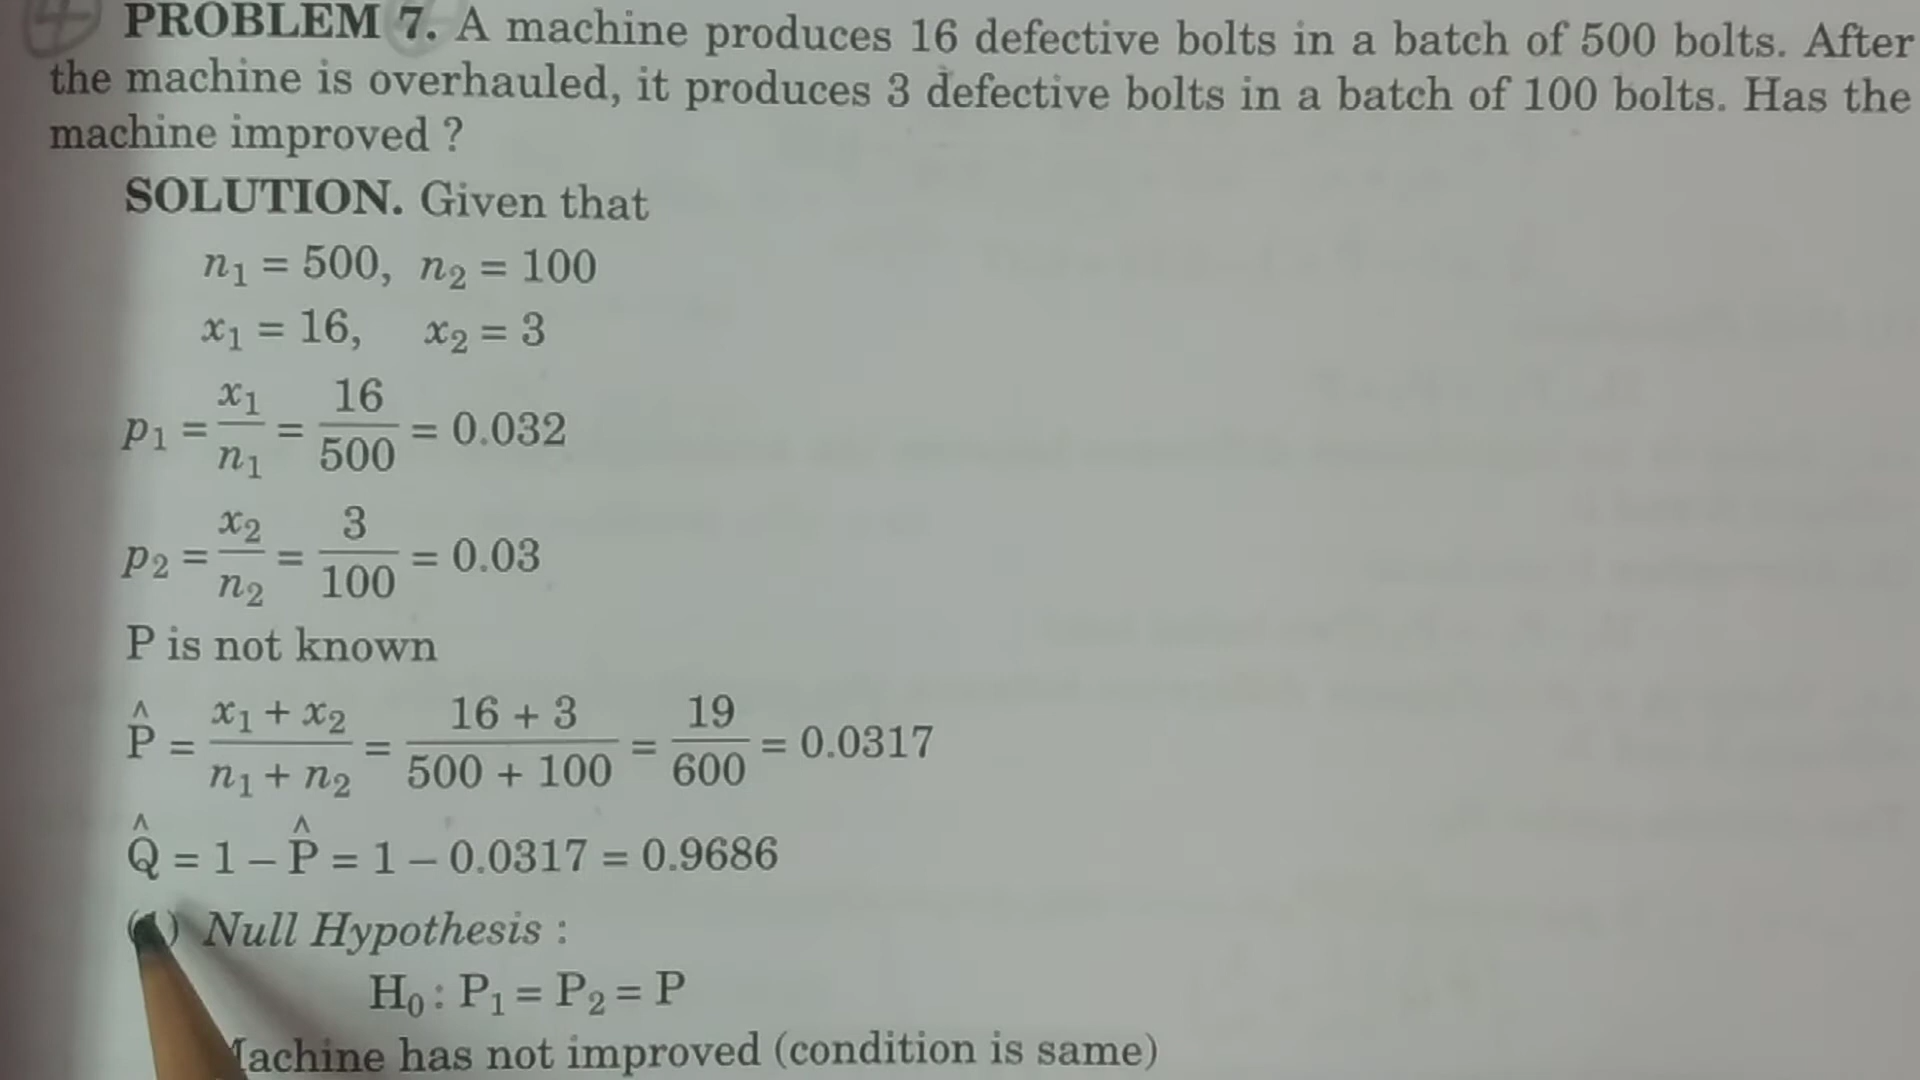 PROBLEM 7. A machine produces 16 defective bolts in a batch of 500 bolts. After
the machine is overhauled, it produces 3 defective bolts in a batch of 100 bolts. Has the
machine improved ?
SOLUTION. Given that
n₁ = 500, n₂ = 100
x₁ = 16, x₂ = 3
p₁ = x₁/n₁ = 16/500 = 0.032
p₂ = x₂/n₂ = 3/100 = 0.03
P is not known
P̂ = (x₁ + x₂)/(n₁ + n₂) = (16 + 3)/(500 + 100) = 19/600 = 0.0317
Q̂ = 1 – P̂ = 1 – 0.0317 = 0.9686
Null Hypothesis :
H₀ : P₁ = P₂ = P
Machine has not improved (condition is same)